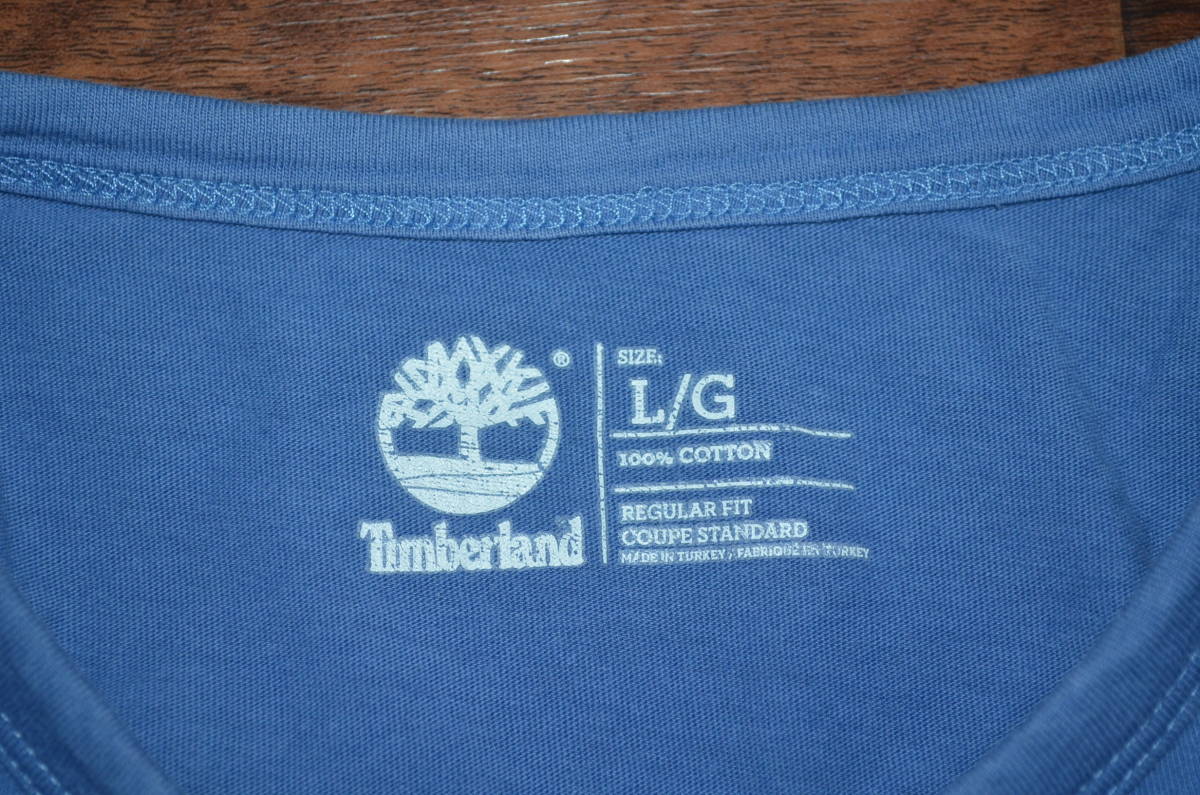 Timberland
®
SIZE:
L/G
100% COTTON
REGULAR FIT
COUPE STANDARD
MADE IN TURKEY / FABRIQUÉ EN TURKEY